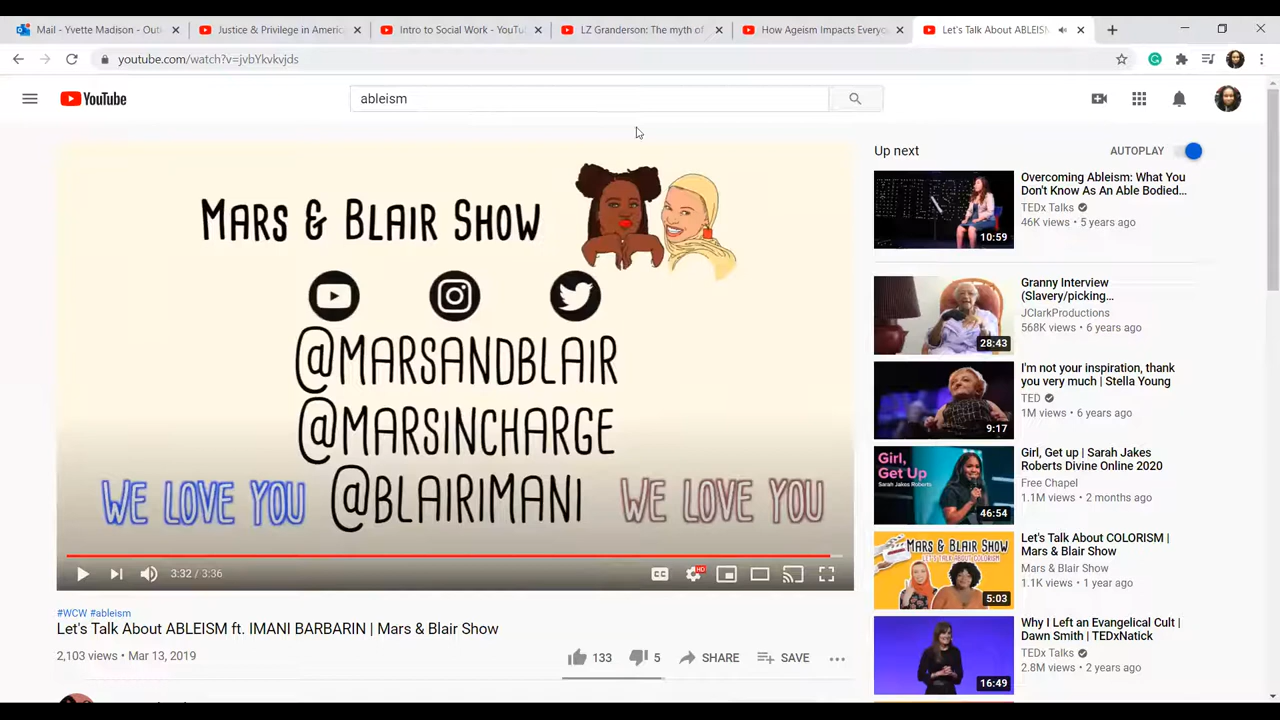 Mail - Yvette Madison - Out
Justice & Privilege in Americ
Intro to Social Work - YouTu
LZ Granderson: The myth of
How Ageism Impacts Everyo
Let's Talk About ABLEISM
youtube.com/watch?v=jvbYkvkvjds
YouTube
ableism
MARS & BLAIR SHOW
@MARSANDBLAIR
@MARSINCHARGE
WE LOVE YOU @BLAIRIMANI WE LOVE YOU
3:32 / 3:36
CC
HD
#WCW #ableism
Let's Talk About ABLEISM ft. IMANI BARBARIN | Mars & Blair Show
2,103 views • Mar 13, 2019
133
5
SHARE
SAVE
Up next
AUTOPLAY
10:59
Overcoming Ableism: What You
Don't Know As An Able Bodied...
TEDx Talks
46K views • 5 years ago
28:43
Granny Interview
(Slavery/picking...
JClarkProductions
568K views • 6 years ago
9:17
I'm not your inspiration, thank
you very much | Stella Young
TED
1M views • 6 years ago
Girl,
Get Up
Sarah Jakes
Roberts
46:54
Girl, Get up | Sarah Jakes
Roberts Divine Online 2020
Free Chapel
1.1M views • 2 months ago
MARS & BLAIR SHOW
LET'S TALK ABOUT COLORISM
5:03
Let's Talk About COLORISM |
Mars & Blair Show
Mars & Blair Show
1.1K views • 1 year ago
16:49
Why I Left an Evangelical Cult |
Dawn Smith | TEDxNatick
TEDx Talks
2.8M views • 2 years ago